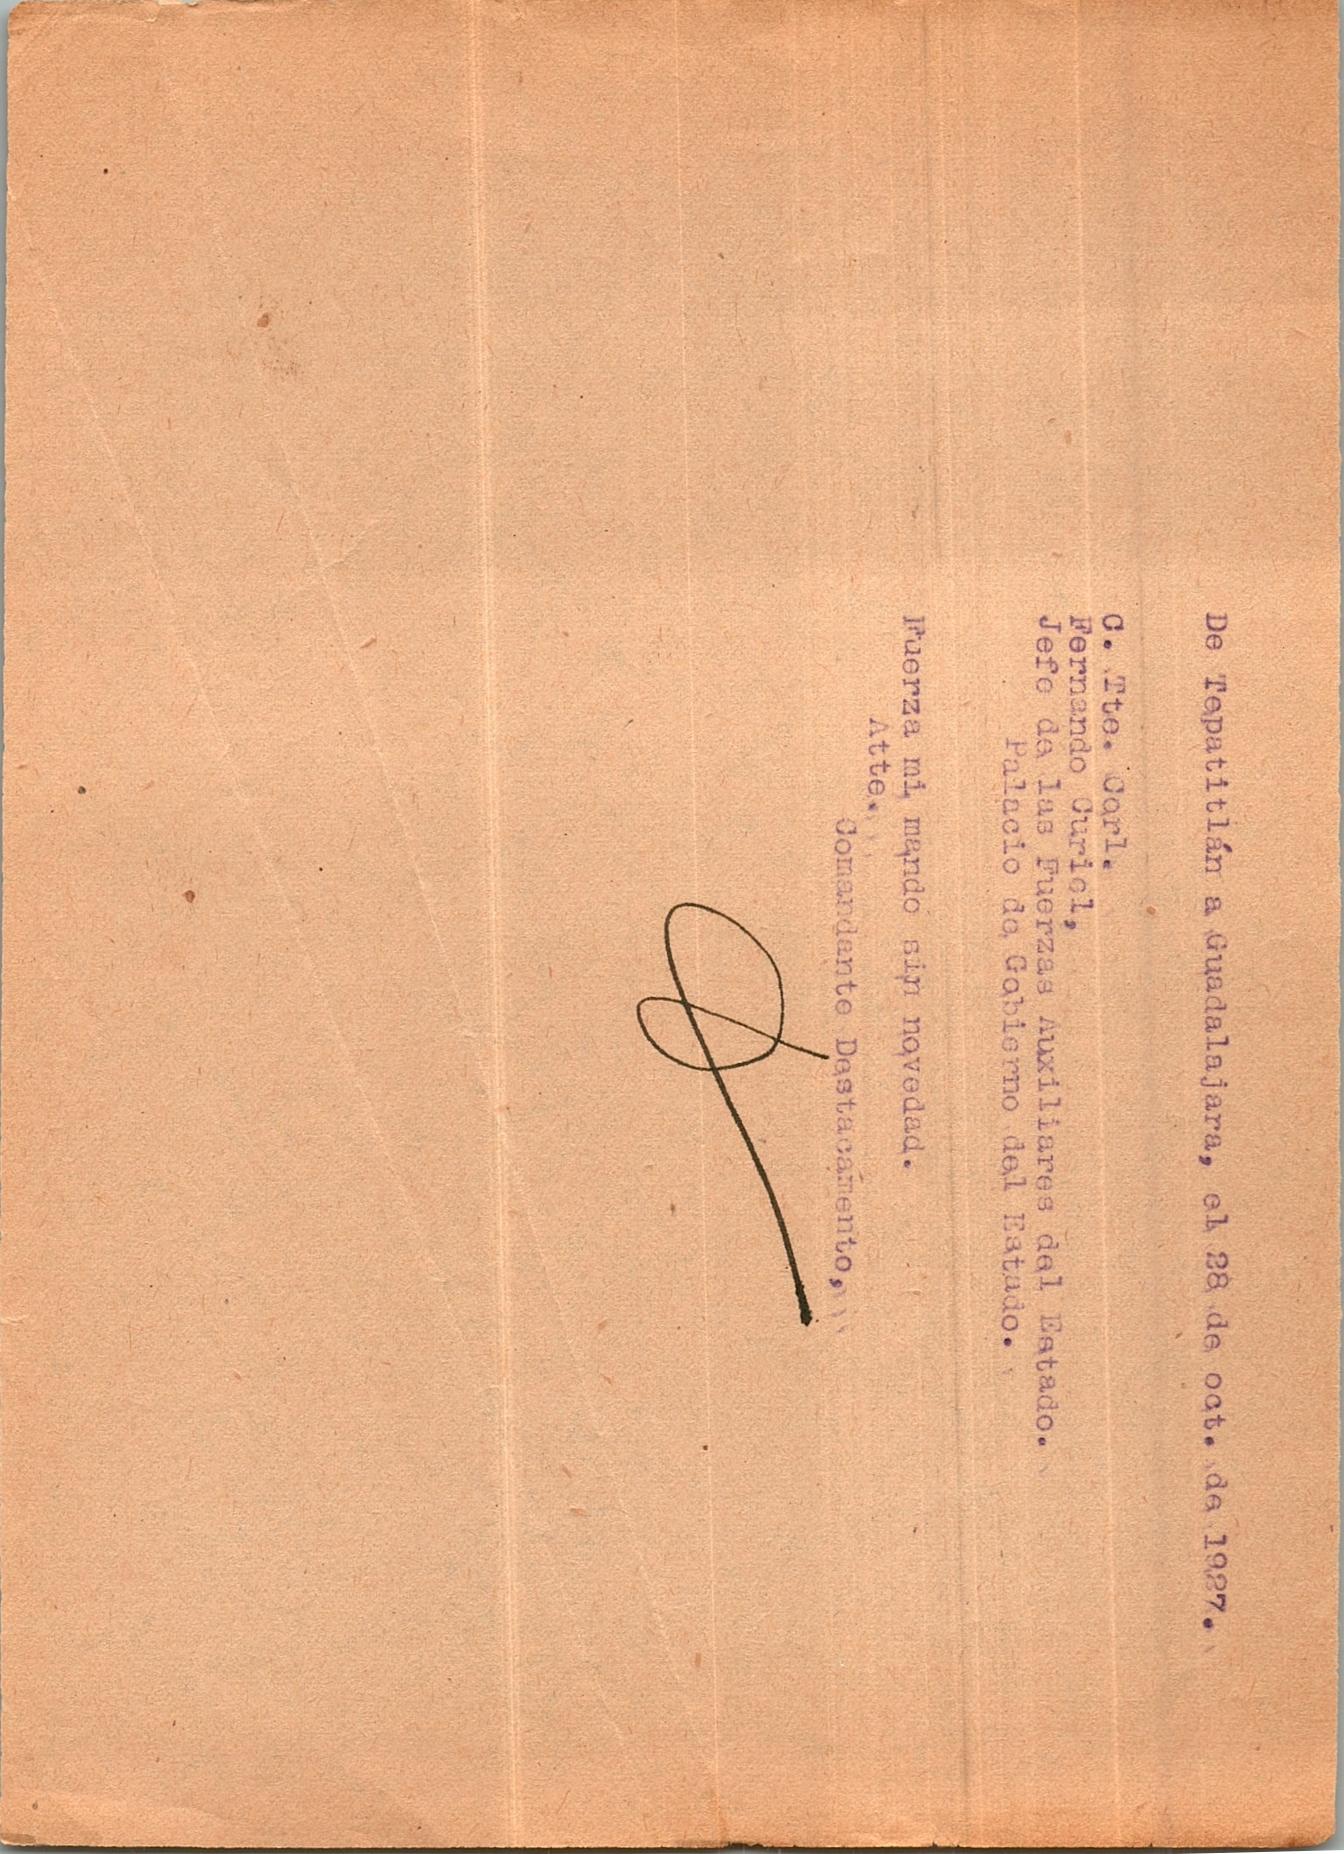 De Tepatitlán a Guadalajara, el 28 de oct. de 1927.
C. Tte. Corl.
Fernando Curiel,
Jefe de las Fuerzas Auxiliares del Estado.
Palacio de Gobierno del Estado.
Fuerza mi mando sin novedad.
Atte.
Comandante Destacamento,